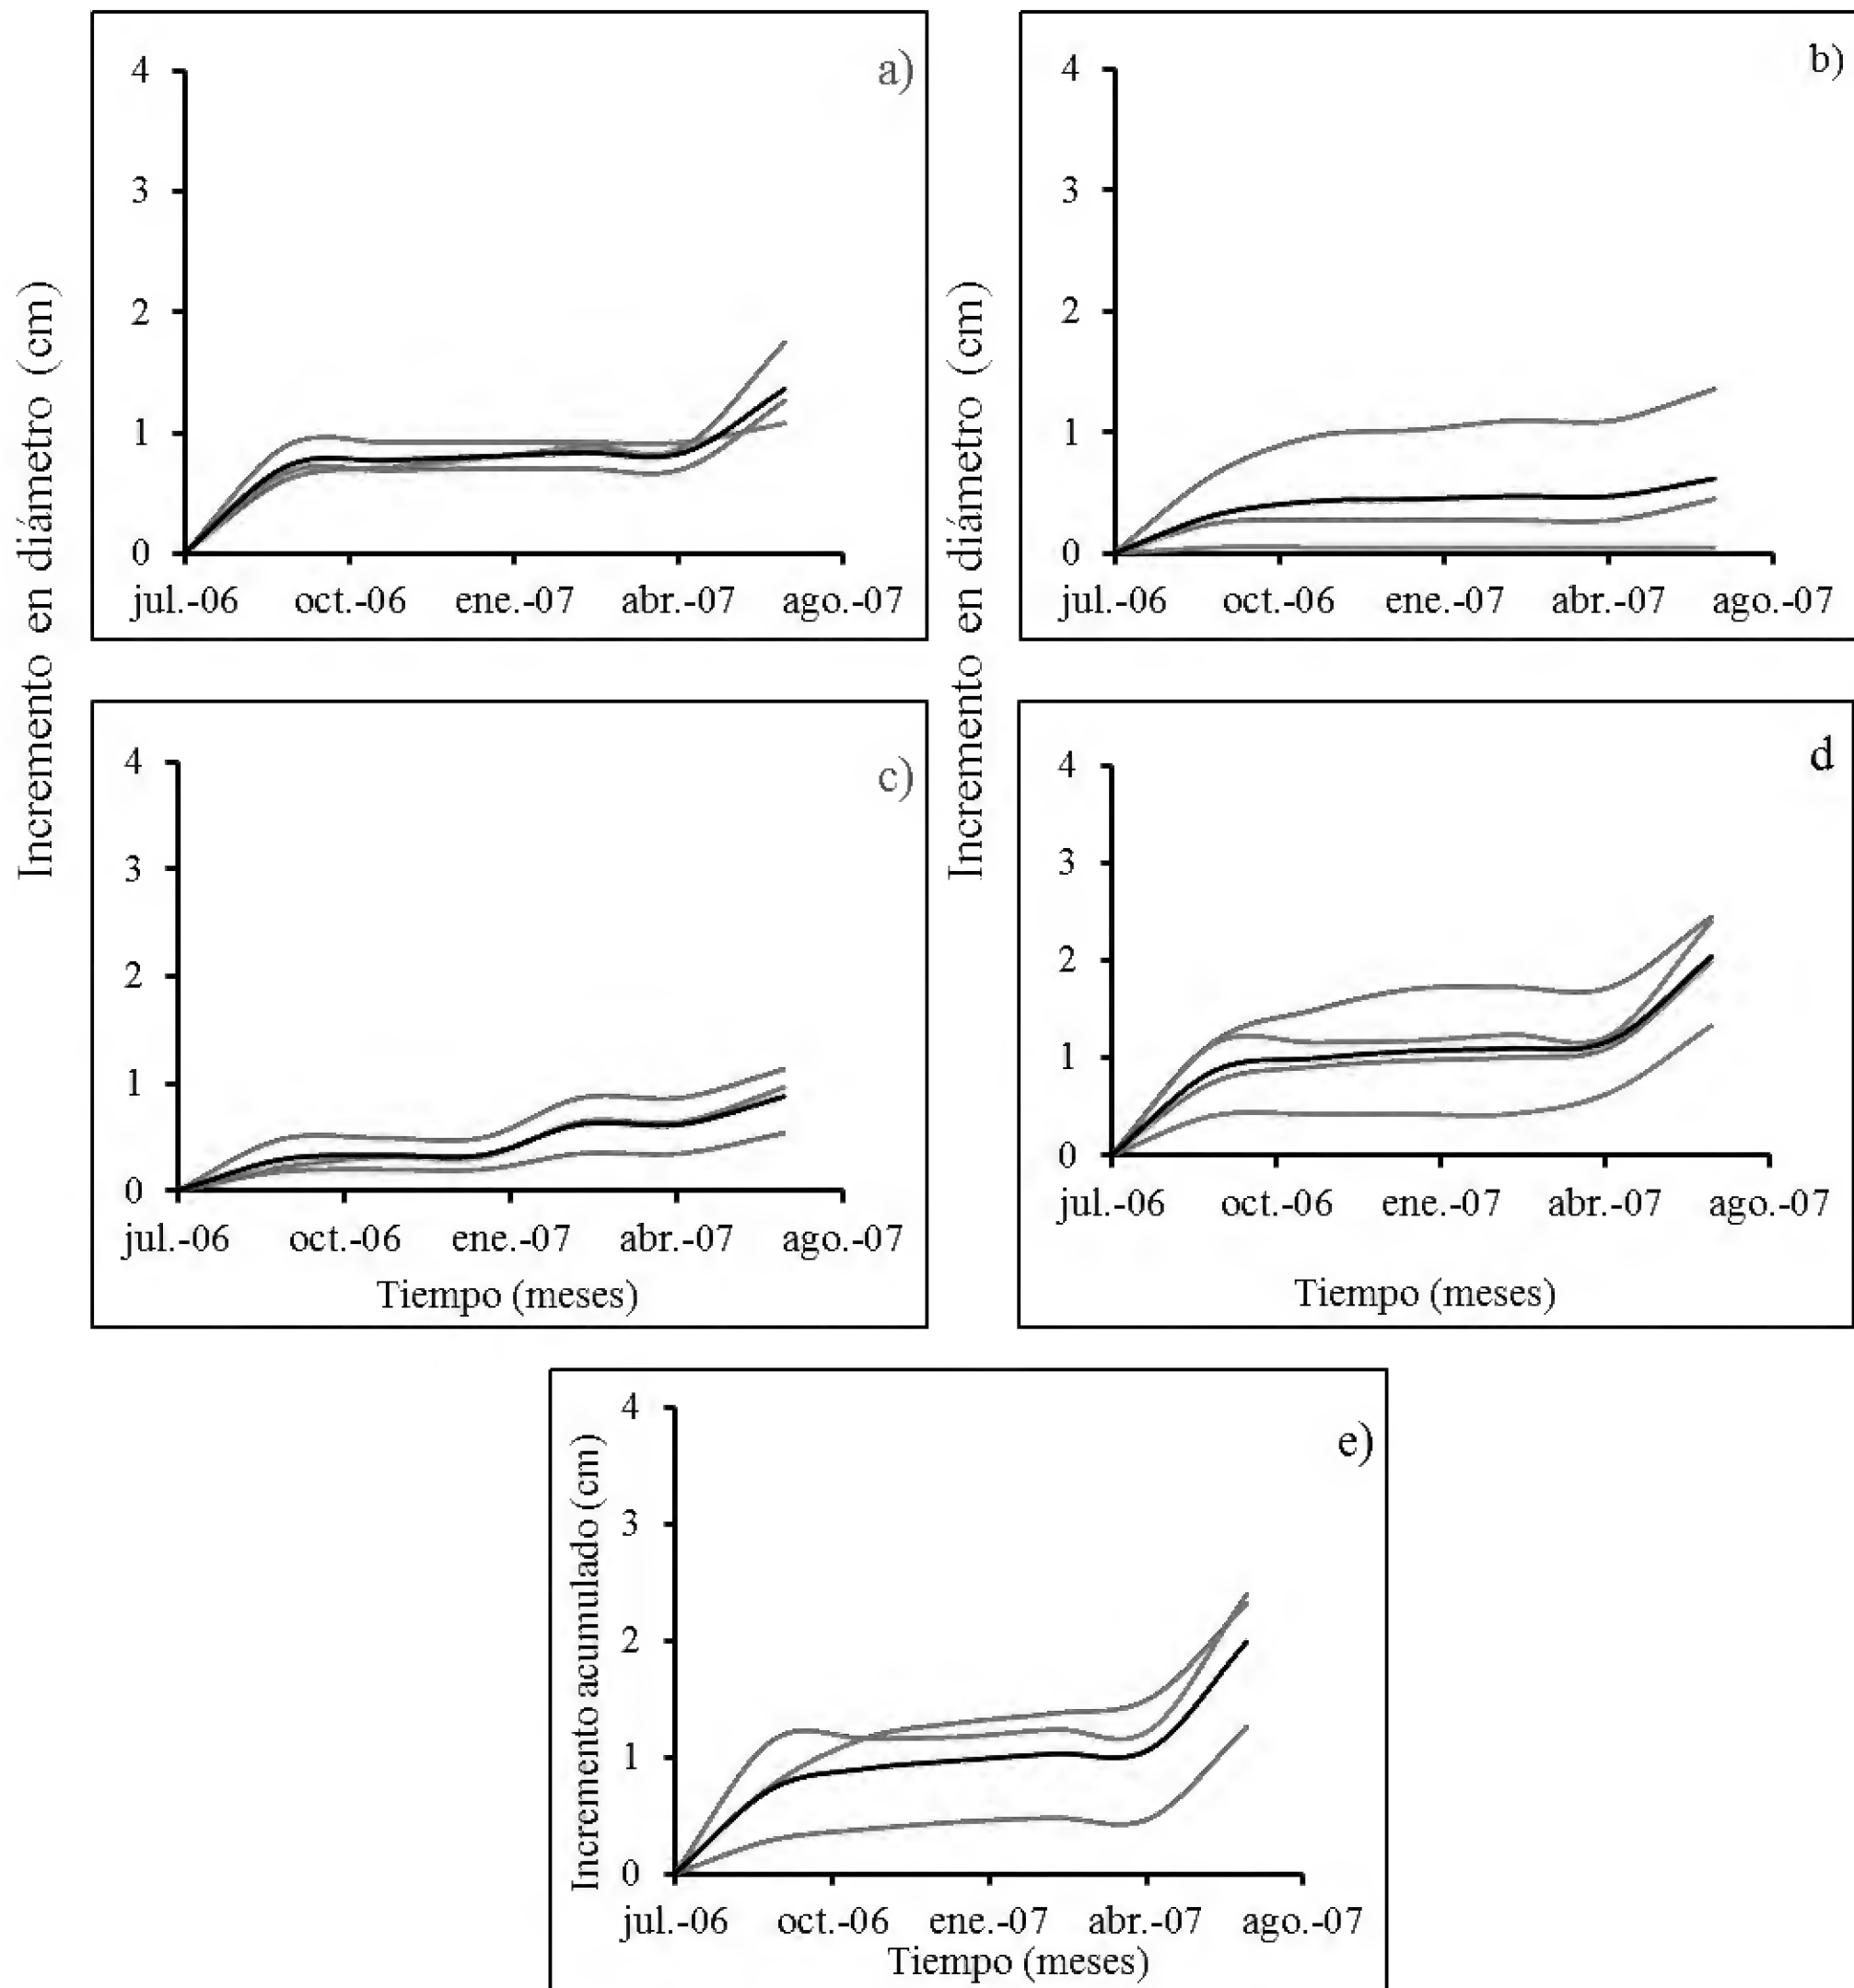 a)
Incremento en diámetro (cm)
4
3
2
1
0
jul.-06 oct.-06 ene.-07 abr.-07 ago.-07
b)
Incremento en diámetro (cm)
4
3
2
1
0
jul.-06 oct.-06 ene.-07 abr.-07 ago.-07
c)
4
3
2
1
0
jul.-06 oct.-06 ene.-07 abr.-07 ago.-07
Tiempo (meses)
d
4
3
2
1
0
jul.-06 oct.-06 ene.-07 abr.-07 ago.-07
Tiempo (meses)
e)
Incremento acumulado (cm)
4
3
2
1
0
jul.-06 oct.-06 ene.-07 abr.-07 ago.-07
Tiempo (meses)